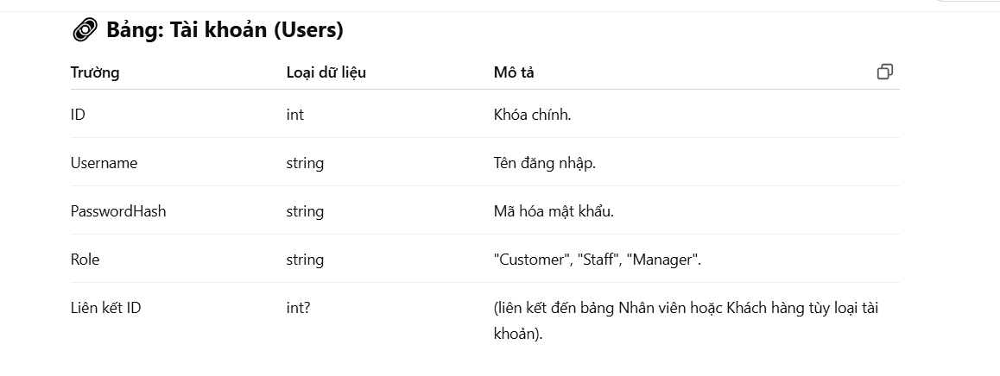 Bảng: Tài khoản (Users)
Trường Loại dữ liệu Mô tả
ID int Khóa chính.
Username string Tên đăng nhập.
PasswordHash string Mã hóa mật khẩu.
Role string "Customer", "Staff", "Manager".
Liên kết ID int? (liên kết đến bảng Nhân viên hoặc Khách hàng tùy loại tài
khoản).